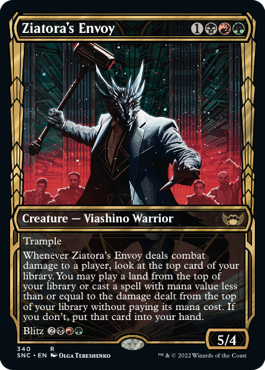 Ziatora's Envoy 1
Creature — Viashino Warrior
Trample
Whenever Ziatora's Envoy deals combat
damage to a player, look at the top card of your
library. You may play a land from the top of
your library or cast a spell with mana value less
than or equal to the damage dealt from the top
of your library without paying its mana cost. If
you don't, put that card into your hand.
Blitz 2
5/4
340 R
SNC • EN Olga Tereshenko
™ & © 2022 Wizards of the Coast